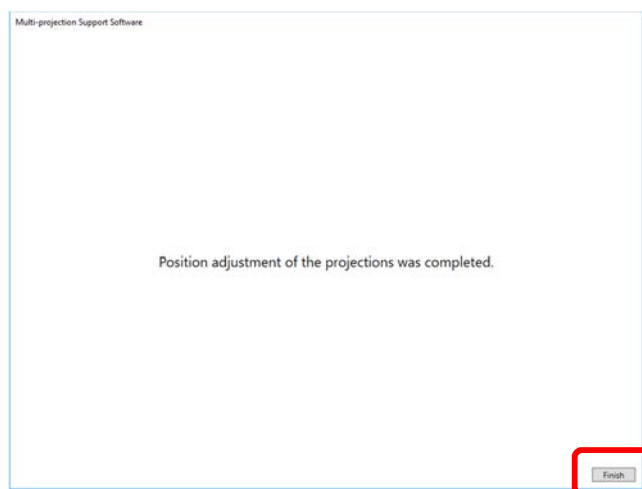 Multi-projection Support Software
Position adjustment of the projections was completed.
Finish